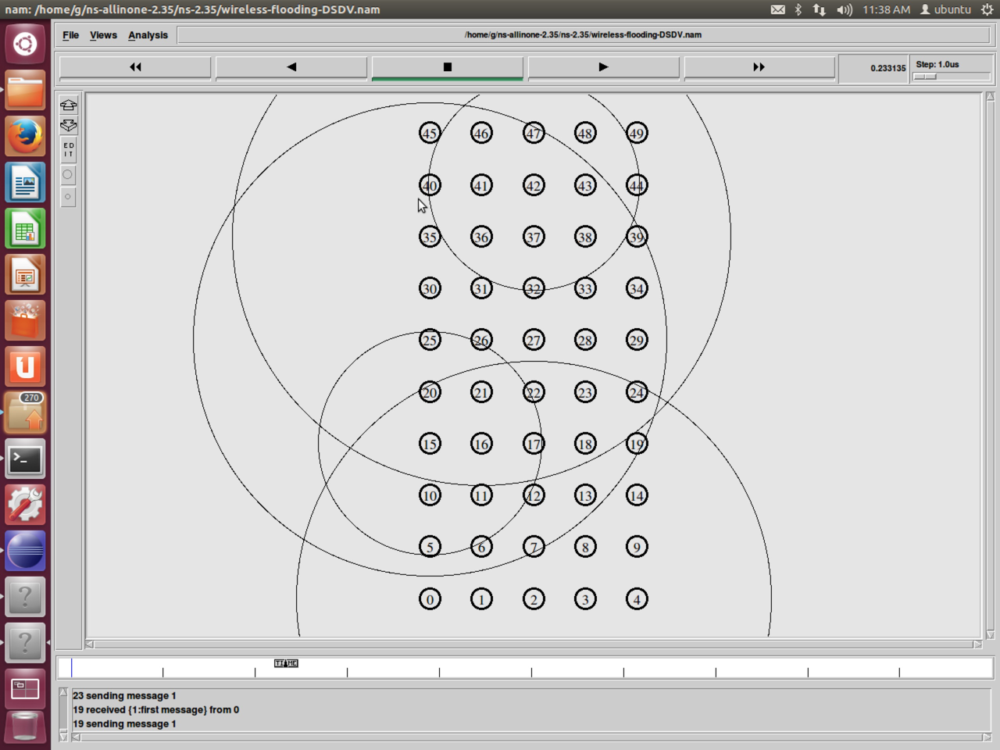 nam: /home/g/ns-allinone-2.35/ns-2.35/wireless-flooding-DSDV.nam
11:38 AM ubuntu
File Views Analysis
/home/g/ns-allinone-2.35/ns-2.35/wireless-flooding-DSDV.nam
0.233135
Step: 1.0us
ED
IT
45 46 47 48 49
40 41 42 43 44
35 36 37 38 39
30 31 32 33 34
25 26 27 28 29
20 21 22 23 24
15 16 17 18 19
10 11 12 13 14
5 6 7 8 9
0 1 2 3 4
270
TIME
23 sending message 1
19 received {1:first message} from 0
19 sending message 1